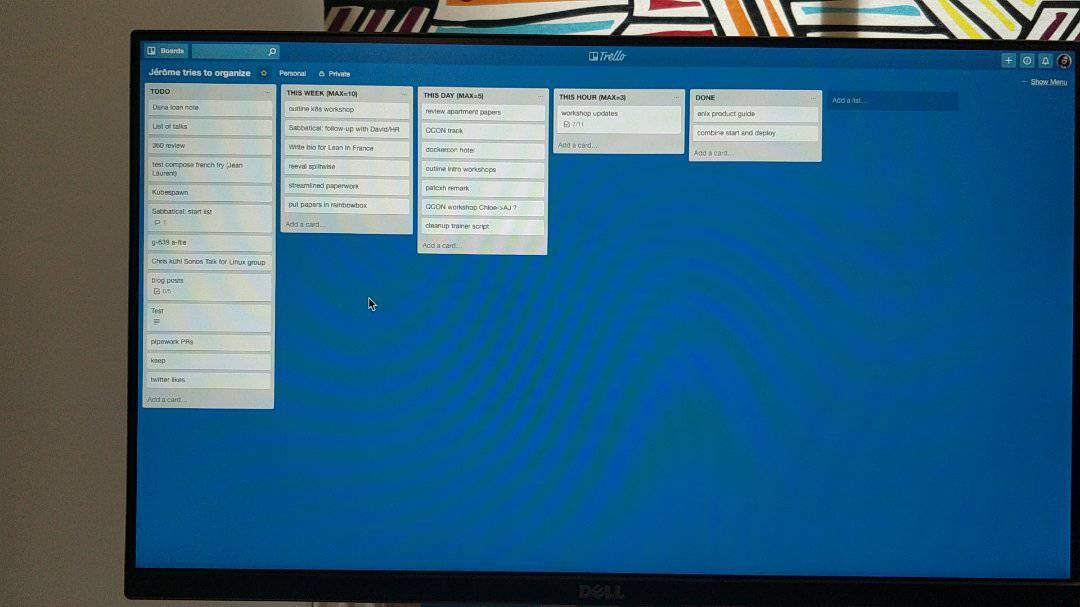 Boards
Trello
Jérôme tries to organize
Personal
Private
Show Menu
TODO
Dana loan note
List of talks
360 review
test compose french fry (Jean
Laurent)
Kubespawn
Sabbatical: start list
1
g-639 a-file
Chris kühl Sonos Talk for Linux group
blog posts
0/5
Test
pipework PRs
keep
twitter likes
Add a card...
THIS WEEK (MAX=10)
outline k8s workshop
Sabbatical: follow-up with David/HR
Write bio for Lean in France
reeval splitwise
streamlined paperwork
put papers in rainbowbox
Add a card...
THIS DAY (MAX=5)
review apartment papers
QCON track
dockercon hotel
outline intro workshops
patcxh remark
QCON workshop Chloe->AJ ?
cleanup trainer script
Add a card...
THIS HOUR (MAX=3)
workshop updates
7/11
Add a card...
DONE
enix product guide
combine start and deploy
Add a card...
Add a list...
DELL